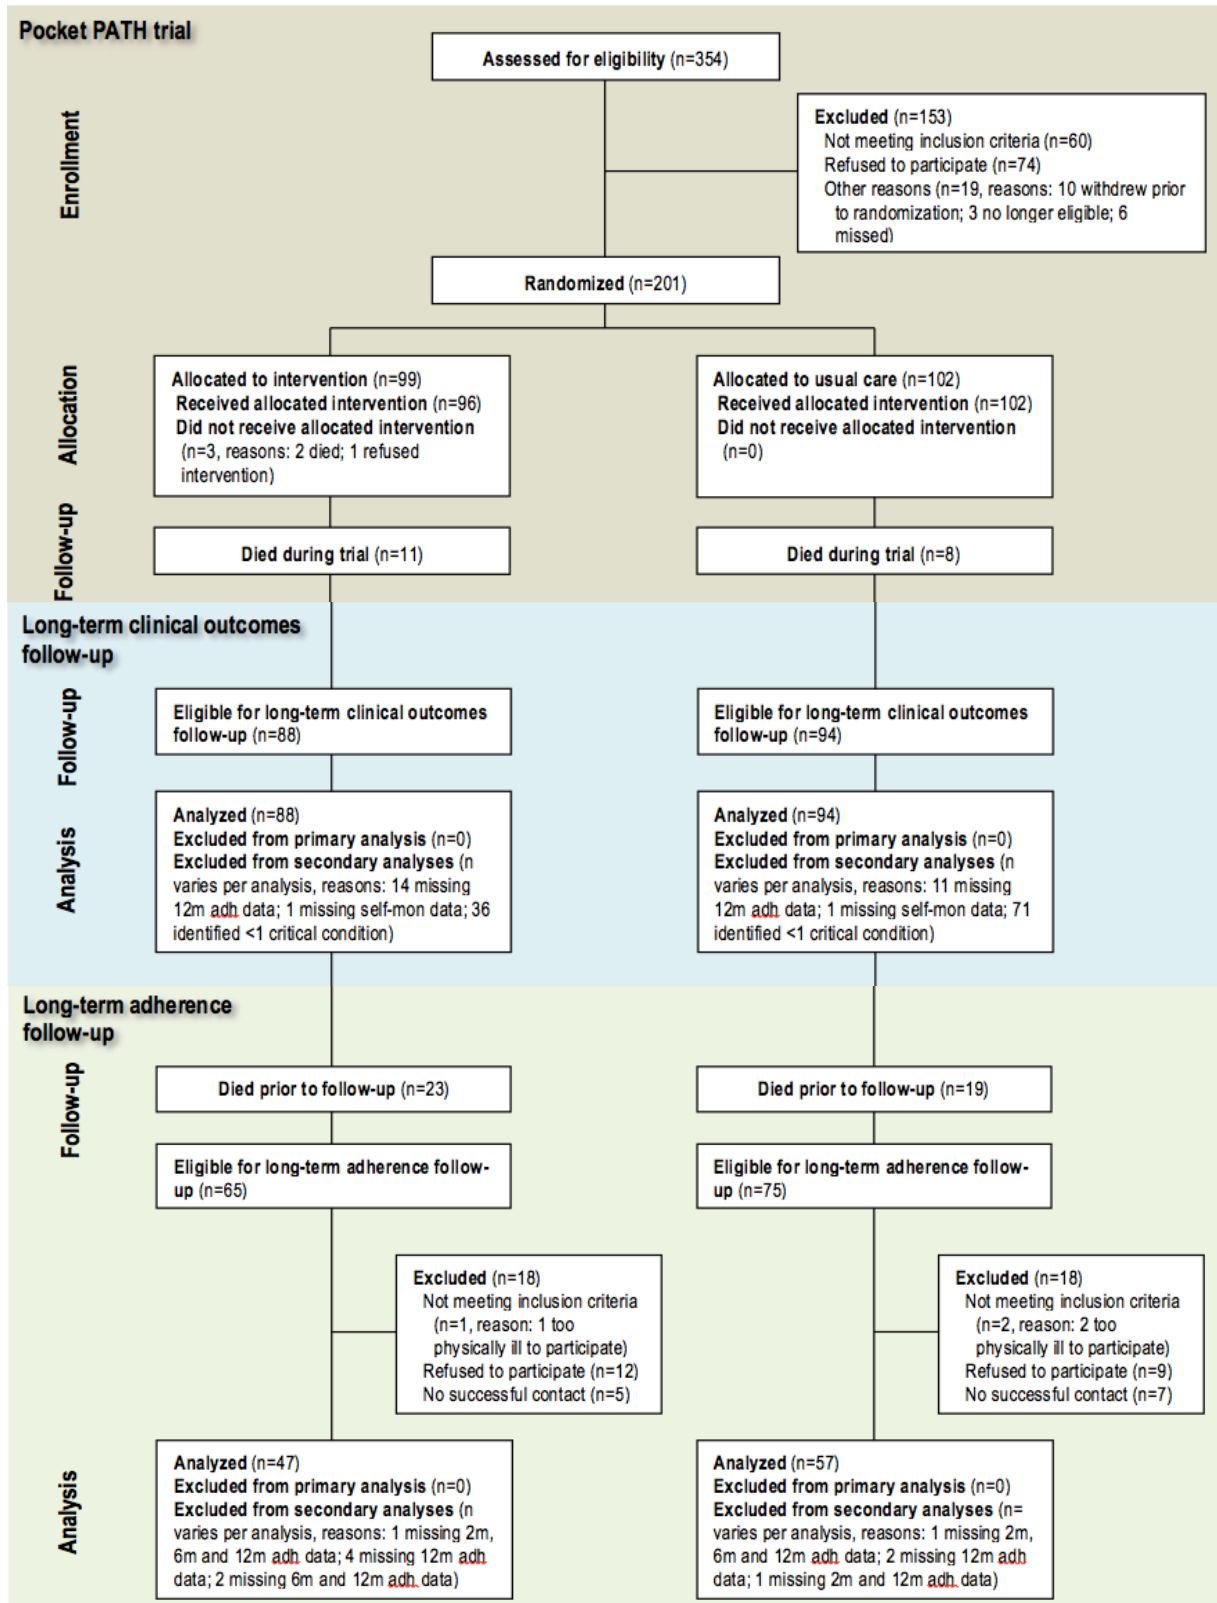 Pocket PATH trial
Assessed for eligibility (n=354)
Enrollment
Excluded (n=153)
Not meeting inclusion criteria (n=60)
Refused to participate (n=74)
Other reasons (n=19, reasons: 10 withdrew prior
to randomization; 3 no longer eligible; 6
missed)
Randomized (n=201)
Allocation
Allocated to intervention (n=99)
Received allocated intervention (n=96)
Did not receive allocated intervention
(n=3, reasons: 2 died; 1 refused
intervention)
Allocated to usual care (n=102)
Received allocated intervention (n=102)
Did not receive allocated intervention
(n=0)
Follow-up
Died during trial (n=11)
Died during trial (n=8)
Long-term clinical outcomes
follow-up
Follow-up
Eligible for long-term clinical outcomes
follow-up (n=88)
Eligible for long-term clinical outcomes
follow-up (n=94)
Analysis
Analyzed (n=88)
Excluded from primary analysis (n=0)
Excluded from secondary analyses (n
varies per analysis, reasons: 14 missing
12m adh data; 1 missing self-mon data; 36
identified <1 critical condition)
Analyzed (n=94)
Excluded from primary analysis (n=0)
Excluded from secondary analyses (n
varies per analysis, reasons: 11 missing
12m adh data; 1 missing self-mon data; 71
identified <1 critical condition)
Long-term adherence
follow-up
Follow-up
Died prior to follow-up (n=23)
Died prior to follow-up (n=19)
Eligible for long-term adherence follow-
up (n=65)
Eligible for long-term adherence follow-
up (n=75)
Excluded (n=18)
Not meeting inclusion criteria
(n=1, reason: 1 too
physically ill to participate)
Refused to participate (n=12)
No successful contact (n=5)
Excluded (n=18)
Not meeting inclusion criteria
(n=2, reason: 2 too
physically ill to participate)
Refused to participate (n=9)
No successful contact (n=7)
Analysis
Analyzed (n=47)
Excluded from primary analysis (n=0)
Excluded from secondary analyses (n
varies per analysis, reasons: 1 missing 2m,
6m and 12m adh data; 4 missing 12m adh
data; 2 missing 6m and 12m adh data)
Analyzed (n=57)
Excluded from primary analysis (n=0)
Excluded from secondary analyses (n=
varies per analysis, reasons: 1 missing 2m,
6m and 12m adh data; 2 missing 12m adh
data; 1 missing 2m and 12m adh data)